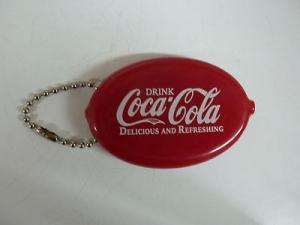 DRINK
Coca-Cola
DELICIOUS AND REFRESHING